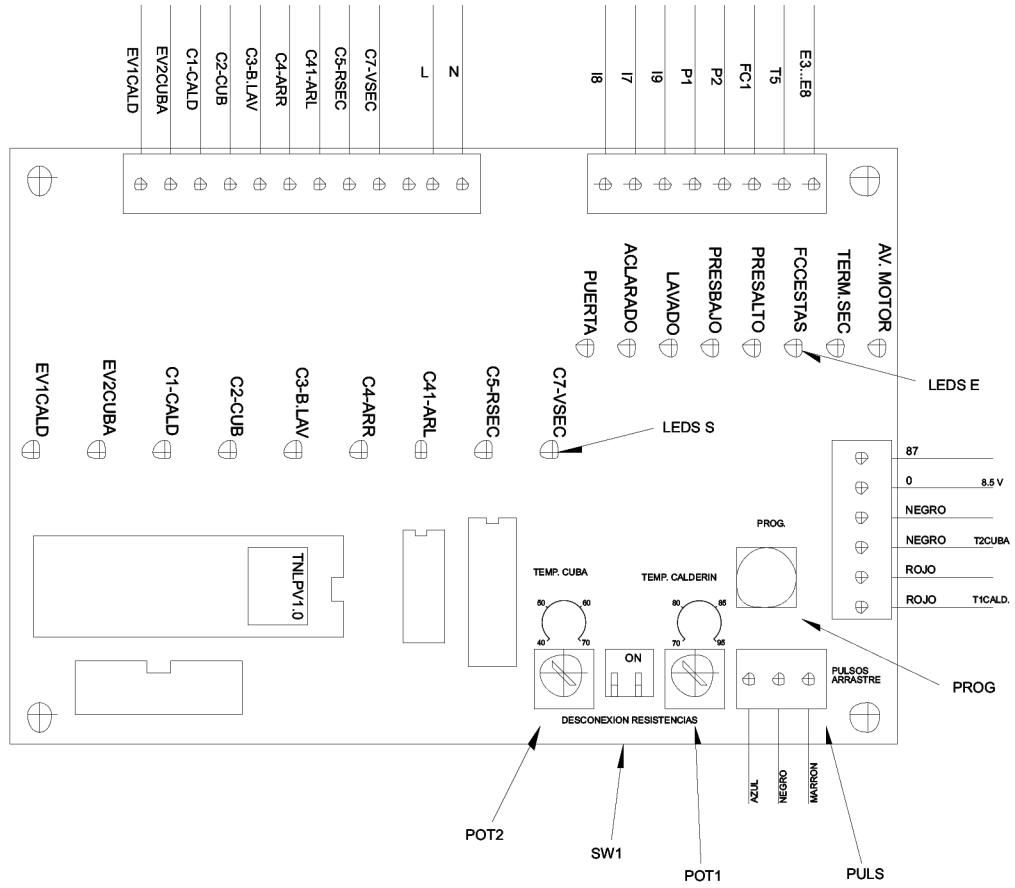 EV1CALD
EV2CUBA
C1-CALD
C2-CUB
C3-B.LAV
C4-ARR
C41-ARL
C5-RSEC
C7-VSEC
L
N
I8
I7
I9
P1
P2
FC1
T5
E3...E8
PUERTA
ACLARADO
LAVADO
PRESBAJO
PRESALTO
FCCESTAS
TERM.SEC
AV. MOTOR
LEDS E
EV1CALD
EV2CUBA
C1-CALD
C2-CUB
C3-B.LAV
C4-ARR
C41-ARL
C5-RSEC
C7-VSEC
LEDS S
87
0 8.5 V
NEGRO
NEGRO T2CUBA
ROJO
ROJO T1CALD.
PROG.
TNLPV1.0
TEMP. CUBA
50 60
40 70
TEMP. CALDERIN
80 85
70 95
ON
PULSOS
ARRASTRE
PROG
DESCONEXION RESISTENCIAS
AZUL
NEGRO
MARRON
POT2
SW1
POT1
PULS